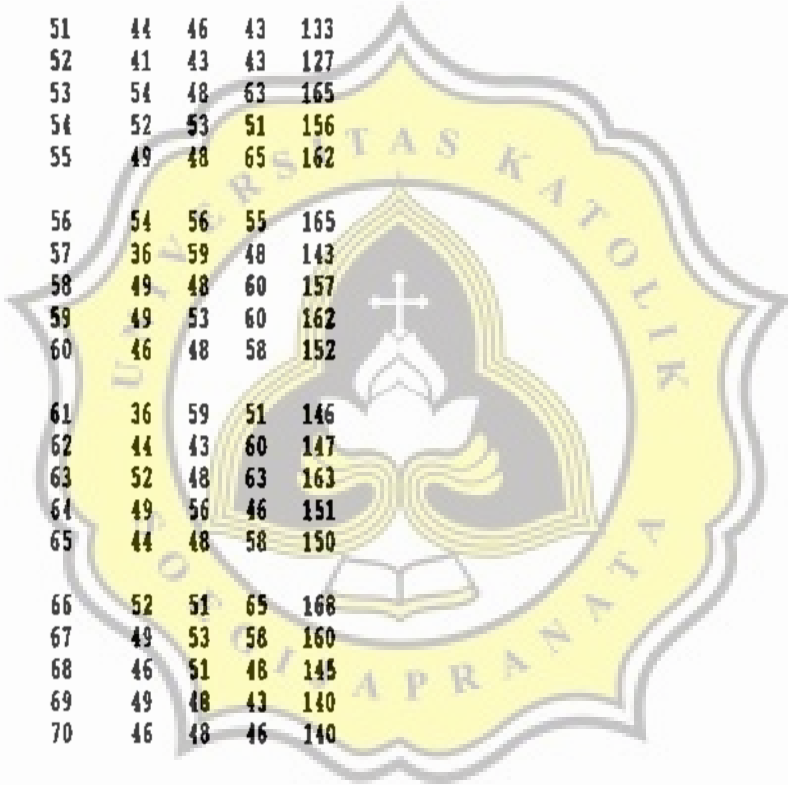 51 44 46 43 133
52 41 43 43 127
53 54 48 63 165
54 52 53 51 156
55 49 48 65 162
56 54 56 55 165
57 36 59 48 143
58 49 48 60 157
59 49 53 60 162
60 46 48 58 152
61 36 59 51 146
62 44 43 60 147
63 52 48 63 163
64 49 56 46 151
65 44 48 58 150
66 52 51 65 168
67 49 53 58 160
68 46 51 48 145
69 49 48 43 140
70 46 48 46 140
UNIVERSITAS KATOLIK
SOEGIJAPRANATA